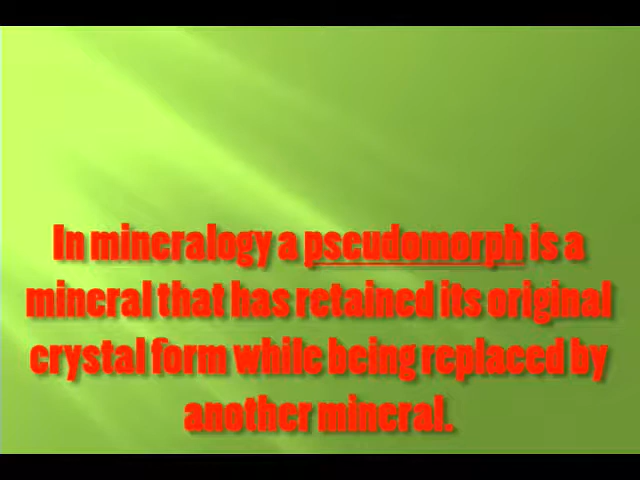 In mineralogy a pseudomorph is a
mineral that has retained its original
crystal form while being replaced by
another mineral.